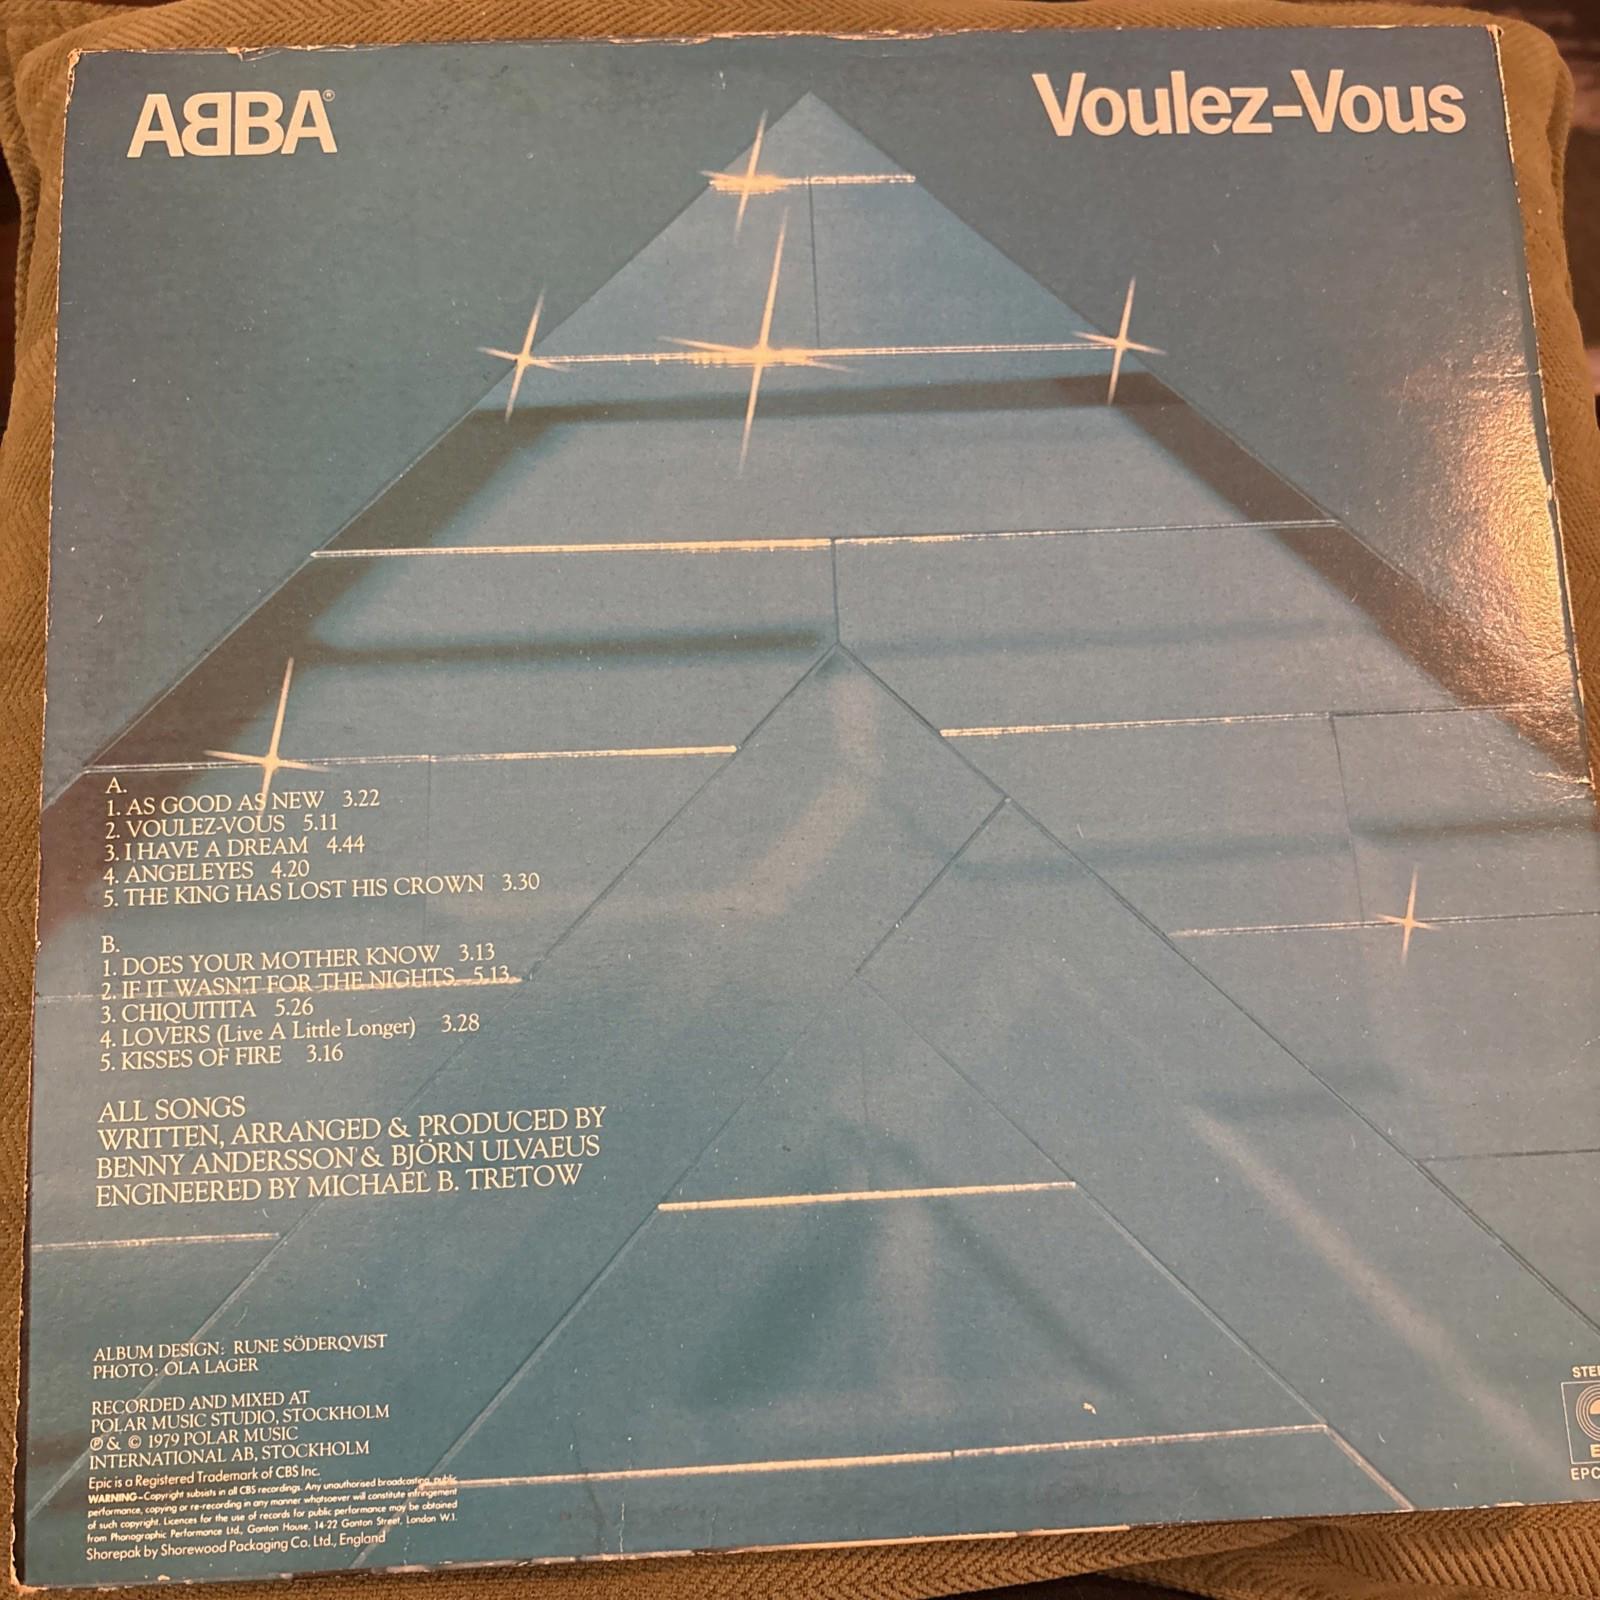 ABBA®
Voulez-Vous
A.
1. AS GOOD AS NEW 3.22
2. VOULEZ-VOUS 5.11
3. I HAVE A DREAM 4.44
4. ANGELEYES 4.20
5. THE KING HAS LOST HIS CROWN 3.30
B.
1. DOES YOUR MOTHER KNOW 3.13
2. IF IT WASN'T FOR THE NIGHTS 5.13
3. CHIQUITITA 5.26
4. LOVERS (Live A Little Longer) 3.28
5. KISSES OF FIRE 3.16
ALL SONGS
WRITTEN, ARRANGED & PRODUCED BY
BENNY ANDERSSON & BJÖRN ULVAEUS
ENGINEERED BY MICHAEL B. TRETOW
ALBUM DESIGN: RUNE SÖDERQVIST
PHOTO: OLA LAGER
RECORDED AND MIXED AT
POLAR MUSIC STUDIO, STOCKHOLM
℗ & © 1979 POLAR MUSIC
INTERNATIONAL AB, STOCKHOLM
Epic is a Registered Trademark of CBS Inc.
WARNING–Copyright subsists in all CBS recordings. Any unauthorised broadcasting, public
performance, copying or re-recording in any manner whatsoever will constitute infringement
of such copyright. Licences for the use of records for public performance may be obtained
from Phonographic Performance Ltd., Ganton House, 14-22 Ganton Street, London W.1.
Shorepak by Shorewood Packaging Co. Ltd., England
EPC